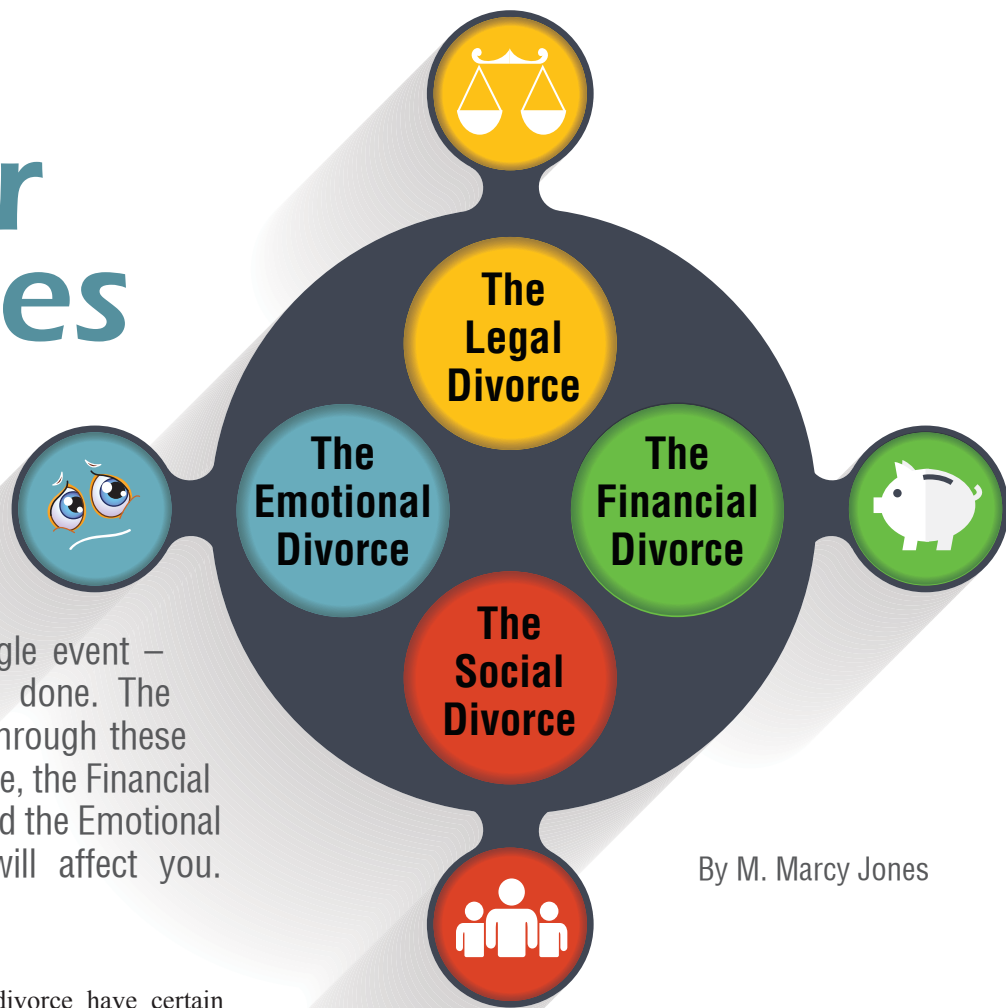 r
es
The
Legal
Divorce
The
Emotional
Divorce
The
Financial
Divorce
The
Social
Divorce
gle event –
done. The
hrough these
e, the Financial
d the Emotional
will affect you.
By M. Marcy Jones
divorce have certain